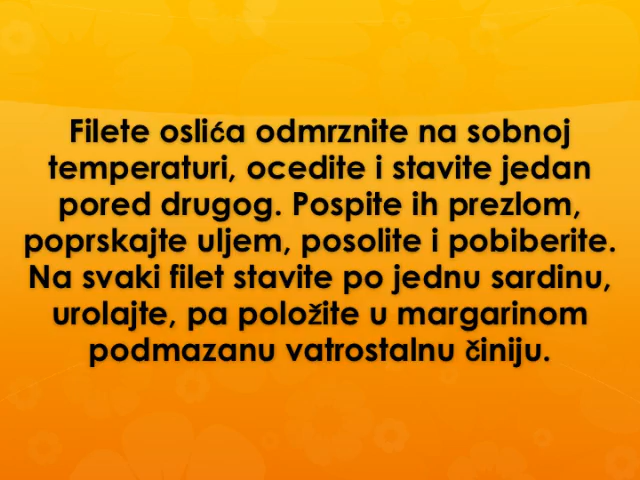 Filete oslića odmrznite na sobnoj
temperaturi, ocedite i stavite jedan
pored drugog. Pospite ih prezlom,
poprskajte uljem, posolite i pobiberite.
Na svaki filet stavite po jednu sardinu,
urolajte, pa položite u margarinom
podmazanu vatrostalnu činiju.